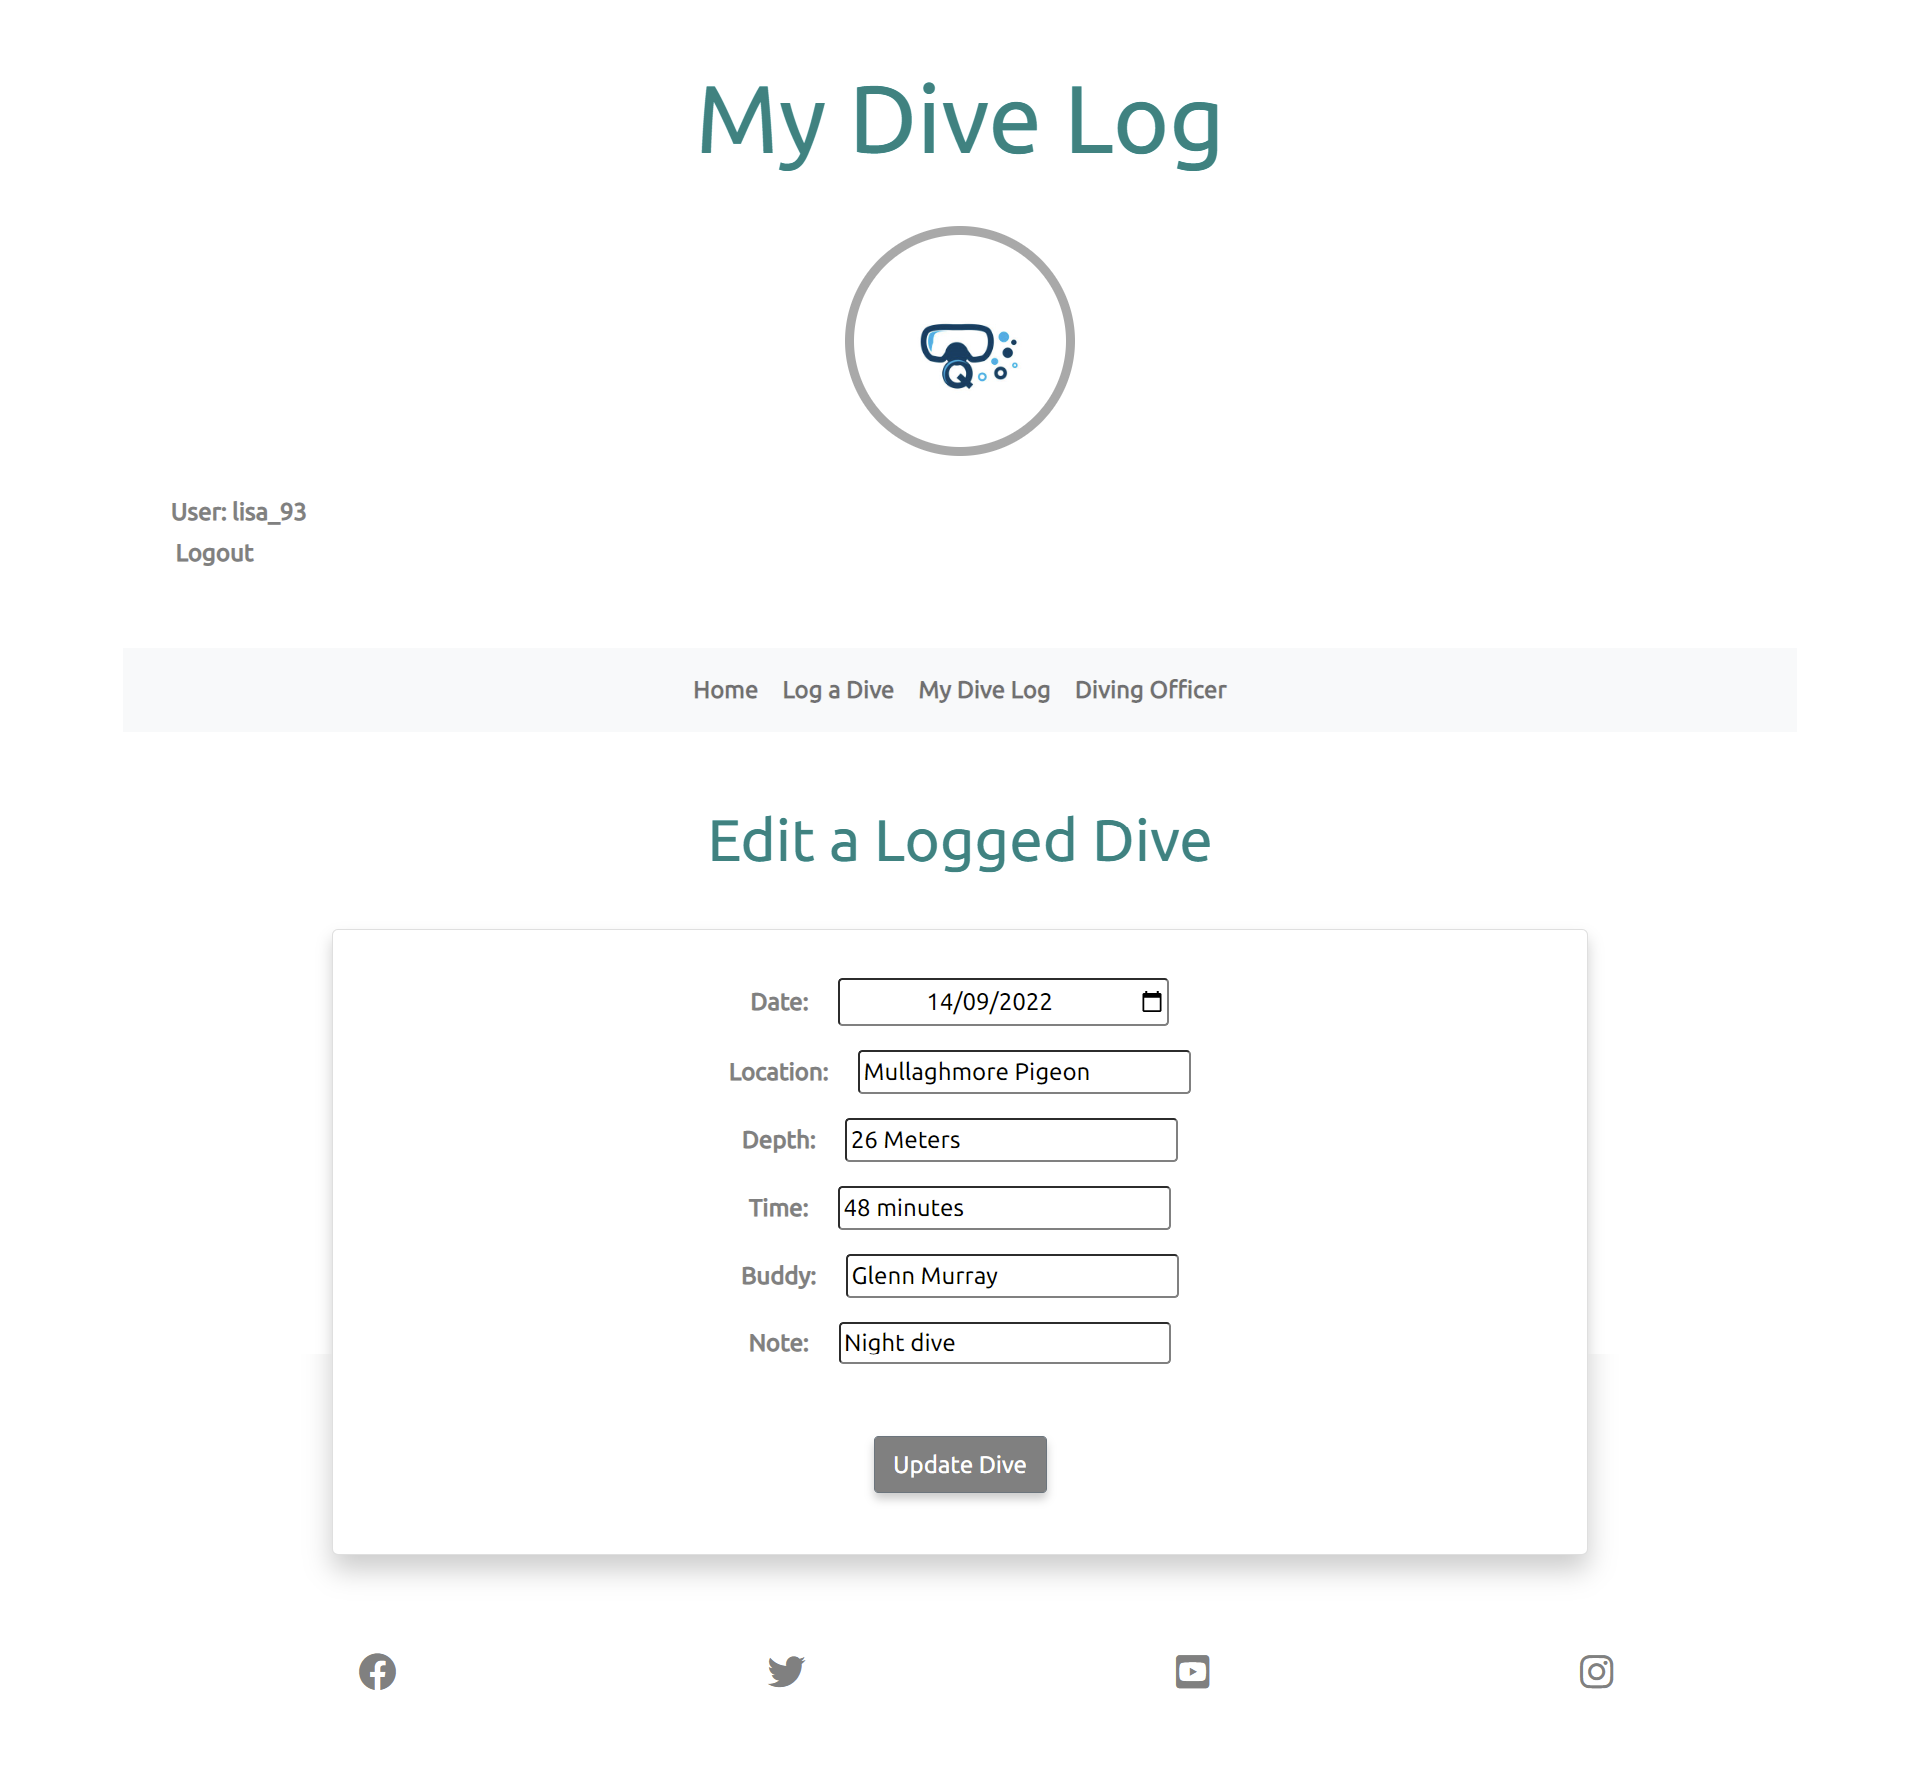 My Dive Log
Q
User: lisa_93
Logout
Home Log a Dive My Dive Log Diving Officer
Edit a Logged Dive
Date: 14/09/2022
Location: Mullaghmore Pigeon
Depth: 26 Meters
Time: 48 minutes
Buddy: Glenn Murray
Note: Night dive
Update Dive